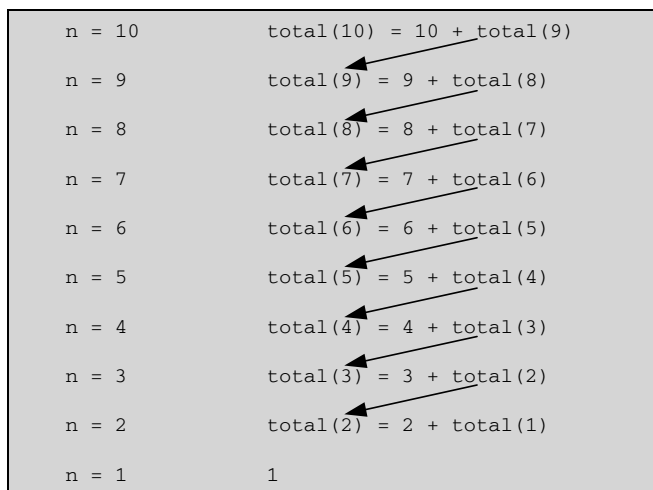 n = 10 total(10) = 10 + total(9)
n = 9 total(9) = 9 + total(8)
n = 8 total(8) = 8 + total(7)
n = 7 total(7) = 7 + total(6)
n = 6 total(6) = 6 + total(5)
n = 5 total(5) = 5 + total(4)
n = 4 total(4) = 4 + total(3)
n = 3 total(3) = 3 + total(2)
n = 2 total(2) = 2 + total(1)
n = 1 1